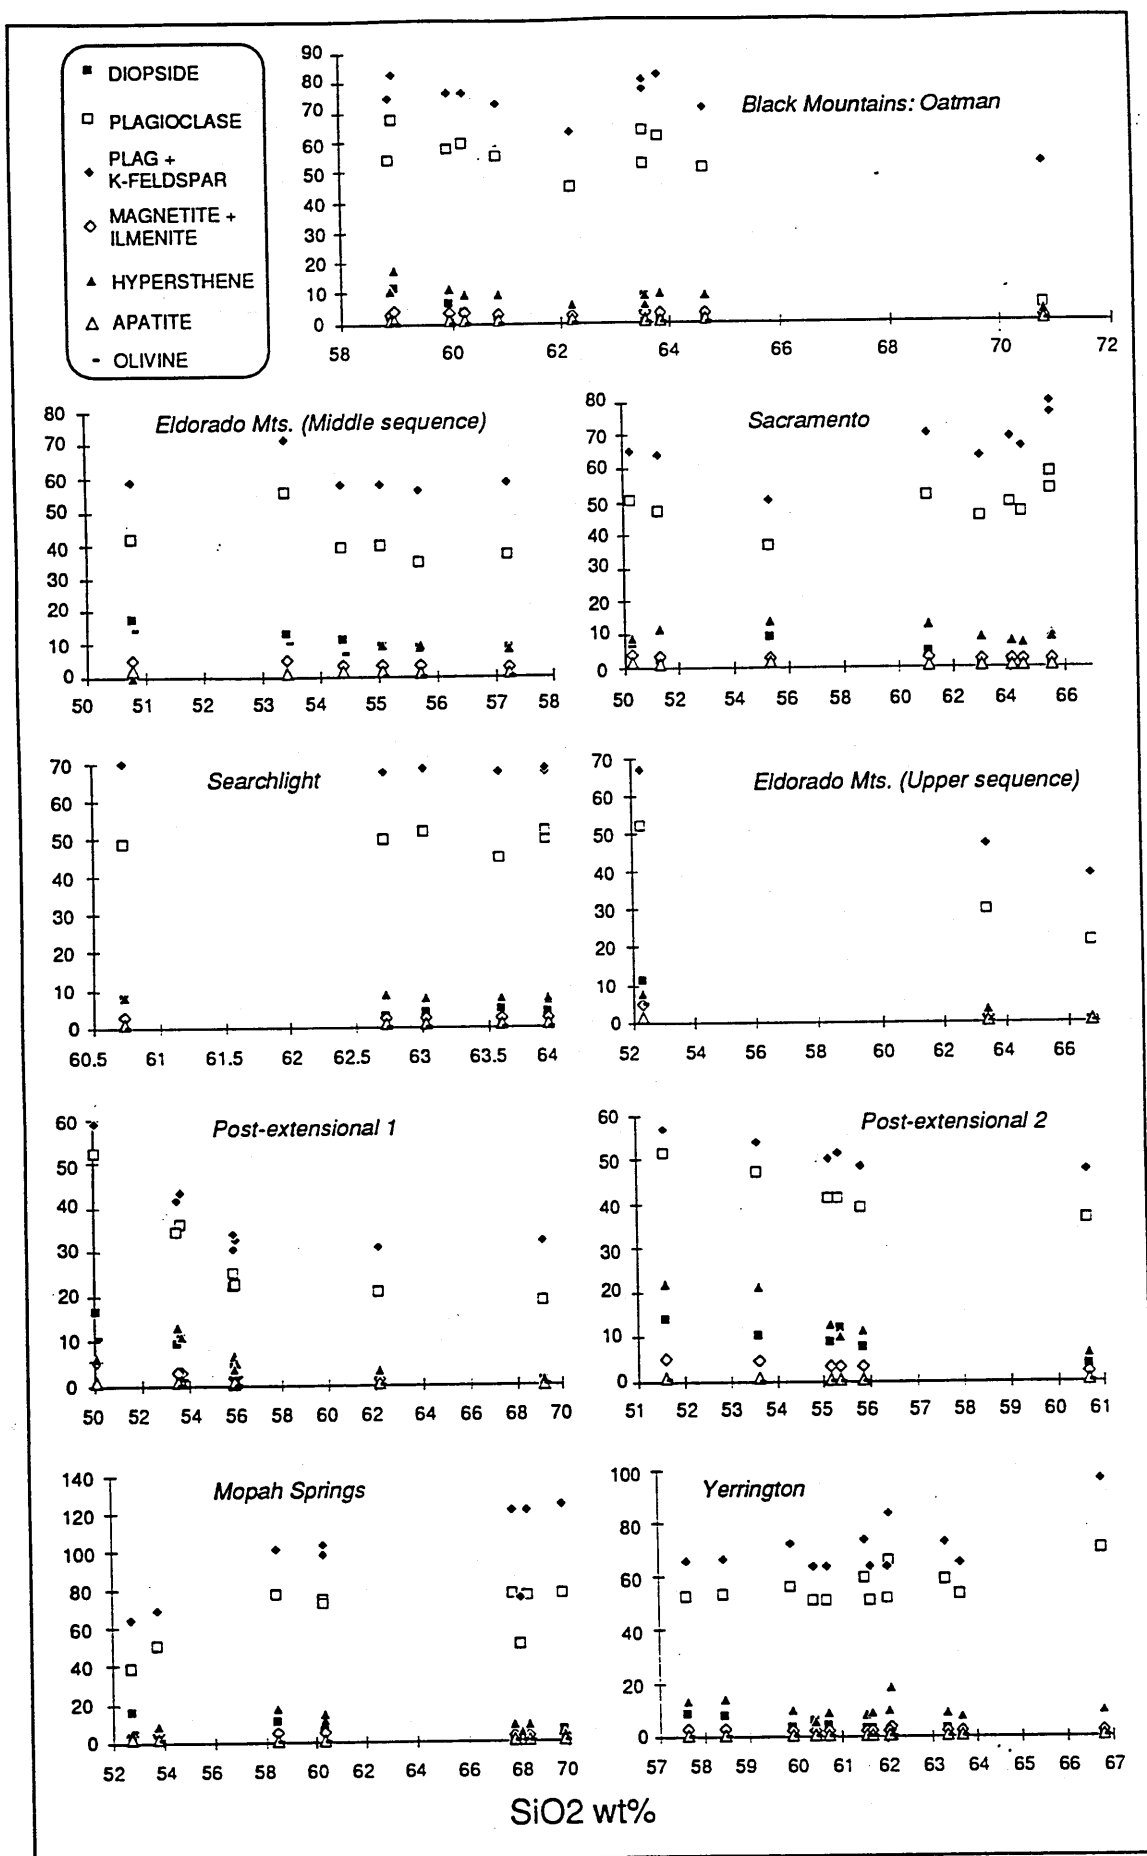 DIOPSIDE
PLAGIOCLASE
PLAG +
K-FELDSPAR
MAGNETITE +
ILMENITE
HYPERSTHENE
APATITE
OLIVINE
Black Mountains: Oatman
90
80
70
60
50
40
30
20
10
0
58 60 62 64 66 68 70 72
Eldorado Mts. (Middle sequence)
80
70
60
50
40
30
20
10
0
50 51 52 53 54 55 56 57 58
Sacramento
80
70
60
50
40
30
20
10
0
50 52 54 56 58 60 62 64 66
Searchlight
70
60
50
40
30
20
10
0
60.5 61 61.5 62 62.5 63 63.5 64
Eldorado Mts. (Upper sequence)
70
60
50
40
30
20
10
0
52 54 56 58 60 62 64 66
Post-extensional 1
60
50
40
30
20
10
0
50 52 54 56 58 60 62 64 66 68 70
Post-extensional 2
60
50
40
30
20
10
0
51 52 53 54 55 56 57 58 59 60 61
Mopah Springs
140
120
100
80
60
40
20
0
52 54 56 58 60 62 64 66 68 70
Yerrington
100
80
60
40
20
0
57 58 59 60 61 62 63 64 65 66 67
SiO2 wt%